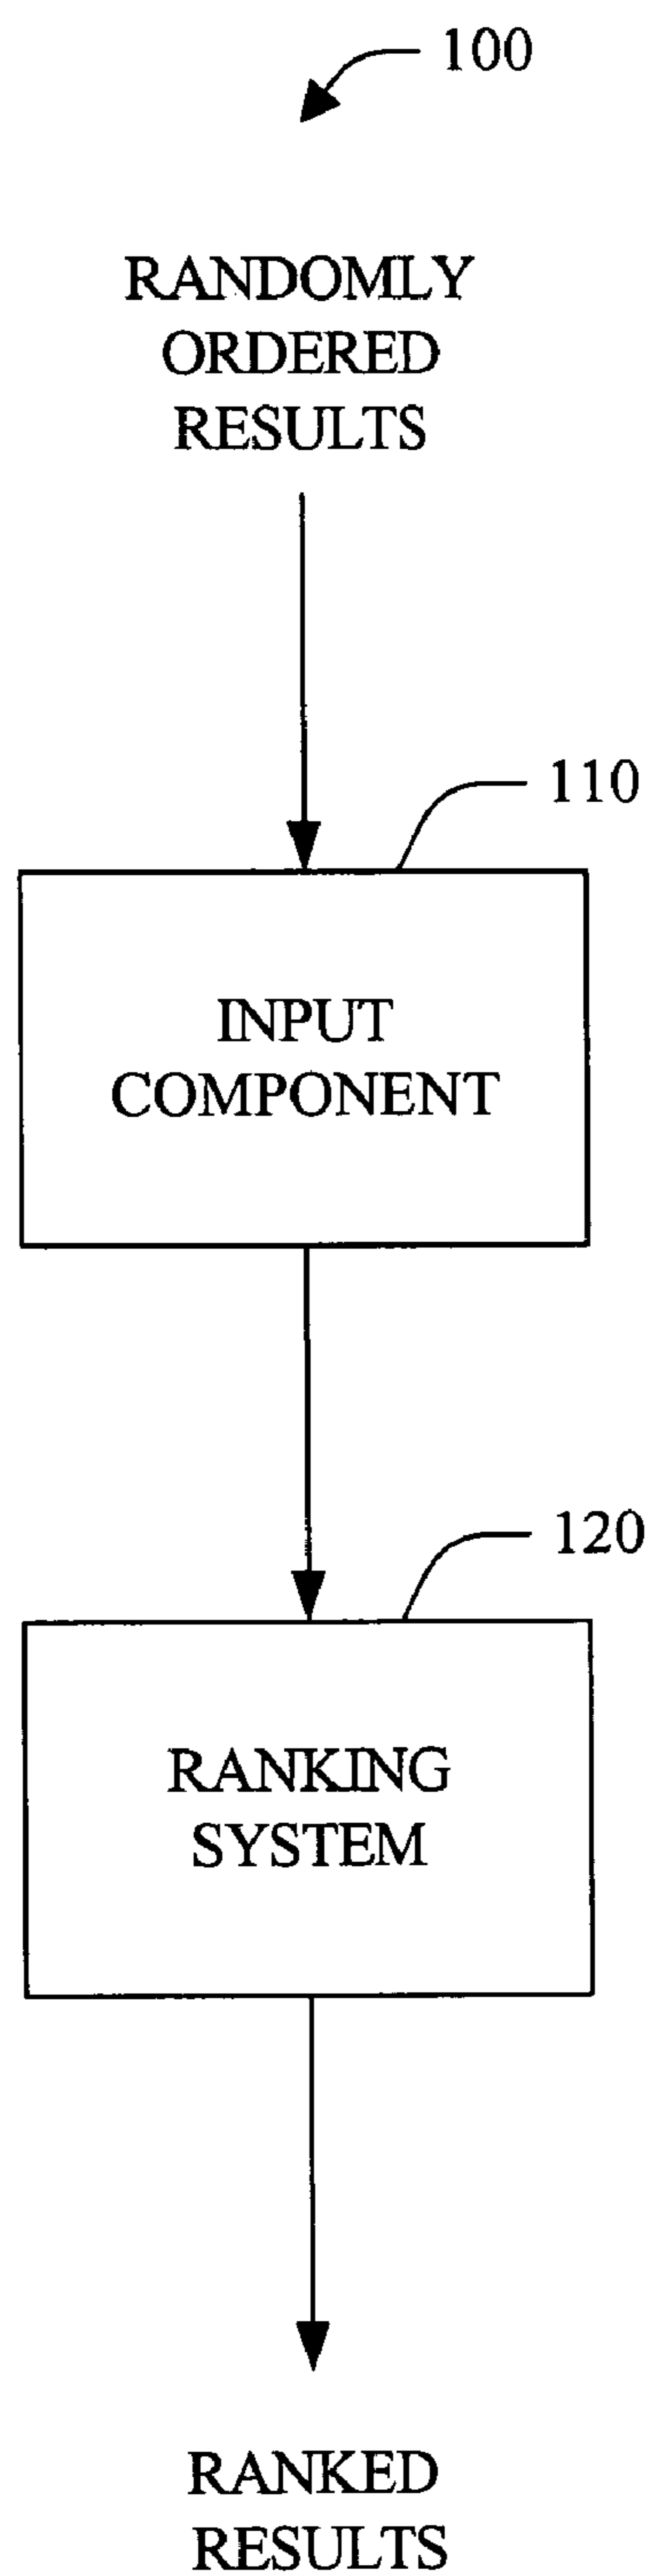 100
RANDOMLY
ORDERED
RESULTS
110
INPUT
COMPONENT
120
RANKING
SYSTEM
RANKED
RESULTS